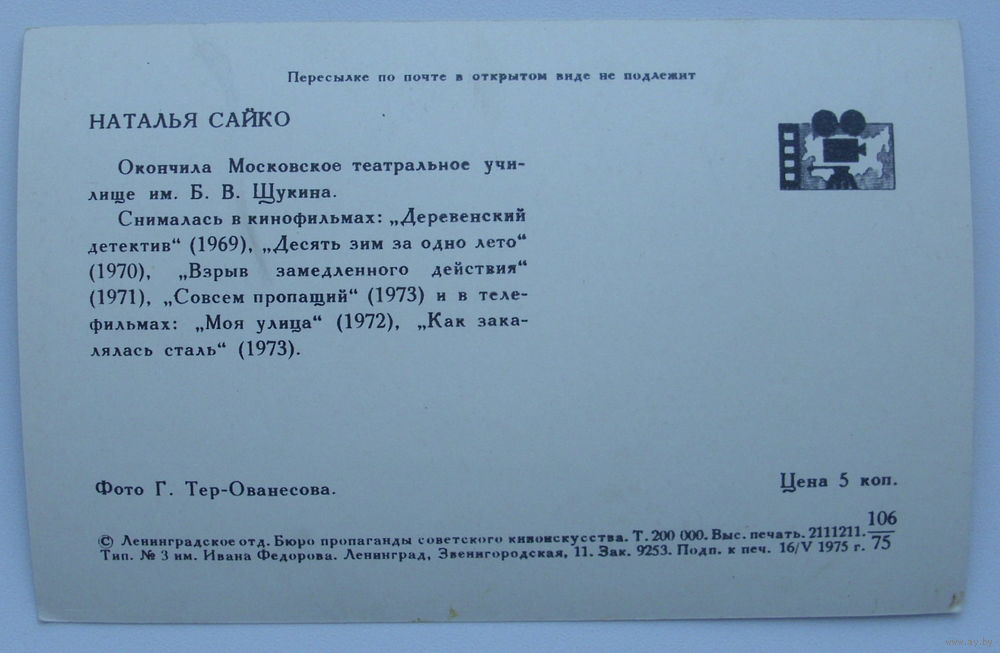 Пересылке по почте в открытом виде не подлежит
НАТАЛЬЯ САЙКО
Окончила Московское театральное учи-
лище им. Б. В. Щукина.
Снималась в кинофильмах: „Деревенский
детектив“ (1969), „Десять зим за одно лето“
(1970), „Взрыв замедленного действия“
(1971), „Совсем пропащий“ (1973) и в теле-
фильмах: „Моя улица“ (1972), „Как зака-
лялась сталь“ (1973).
Фото Г. Тер-Ованесова.
Цена 5 коп.
© Ленинградское отд. Бюро пропаганды советского киноискусства. Т. 200 000. Выс. печать. 2111211. 106/75
Тип. № 3 им. Ивана Федорова. Ленинград, Звенигородская, 11. Зак. 9253. Подп. к печ. 16/V 1975 г.
www.ay.by